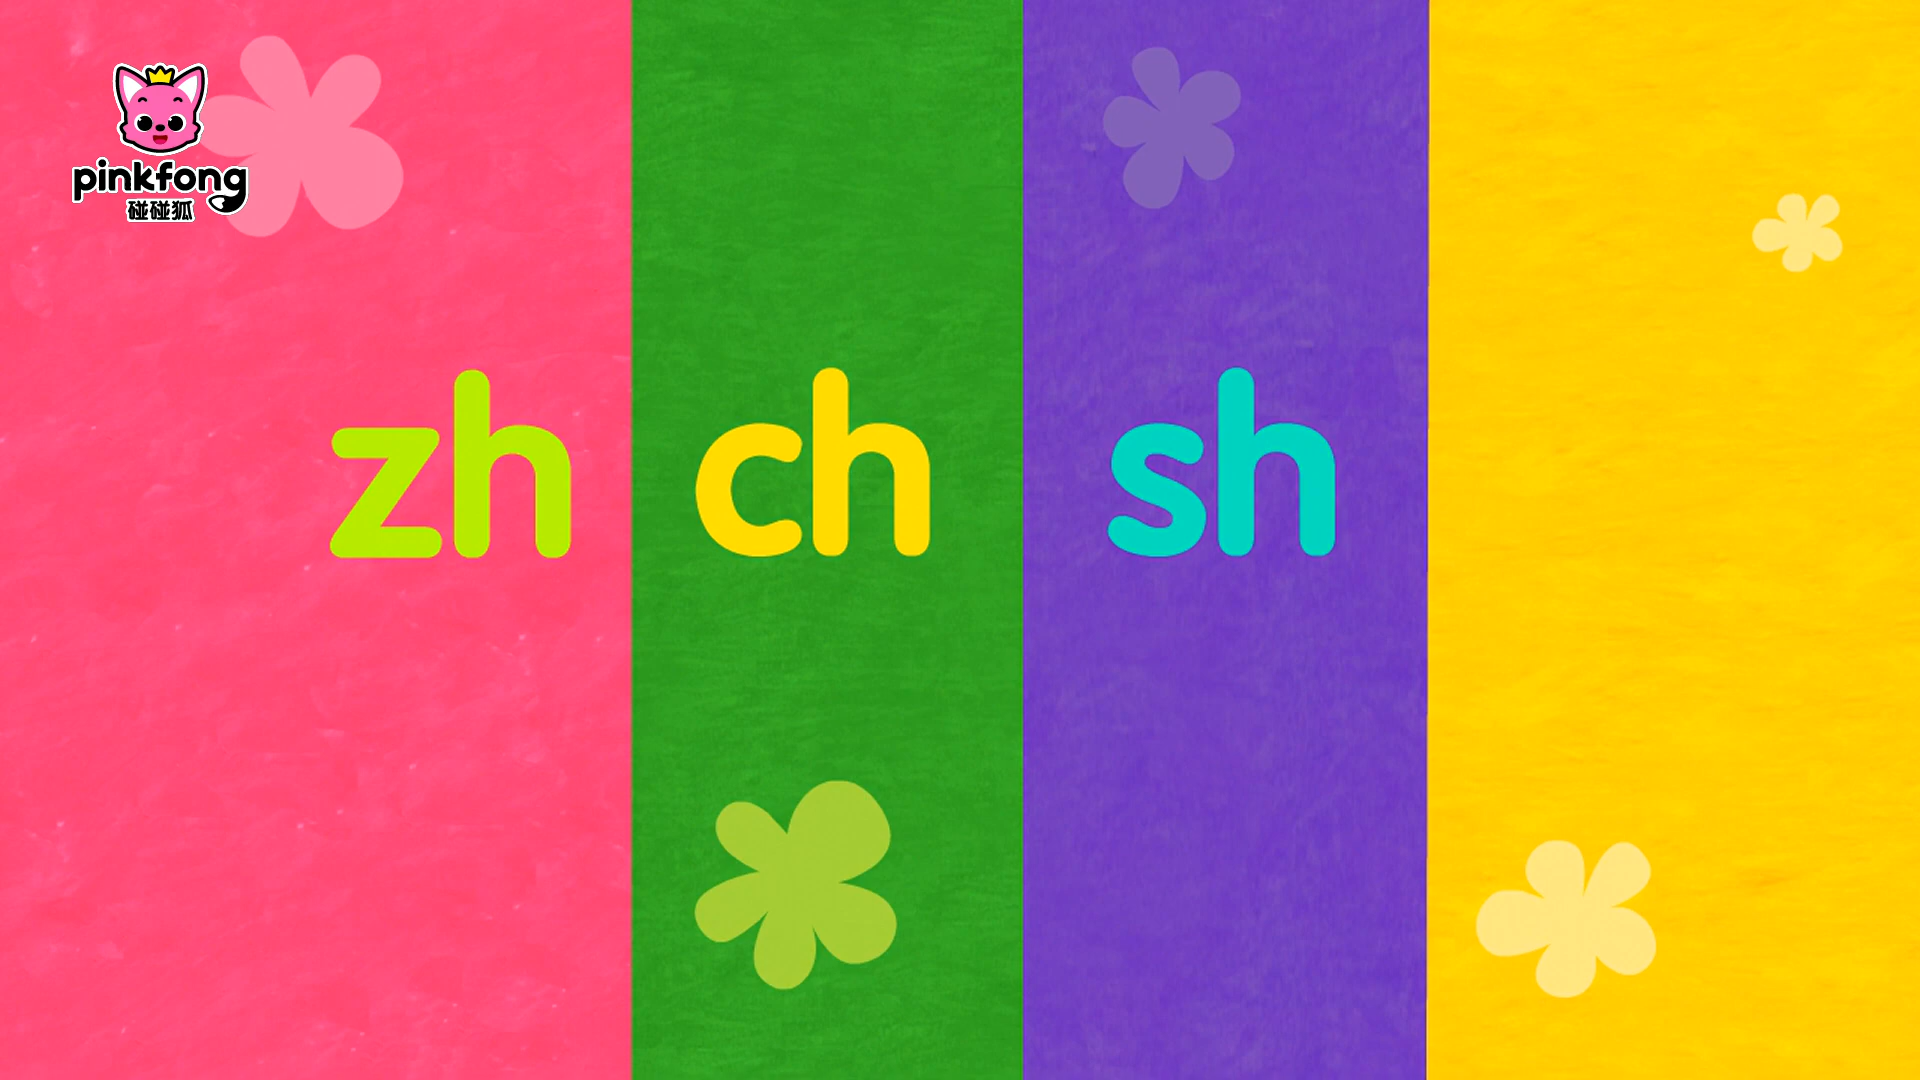 pinkfong
碰碰狐
zh ch sh